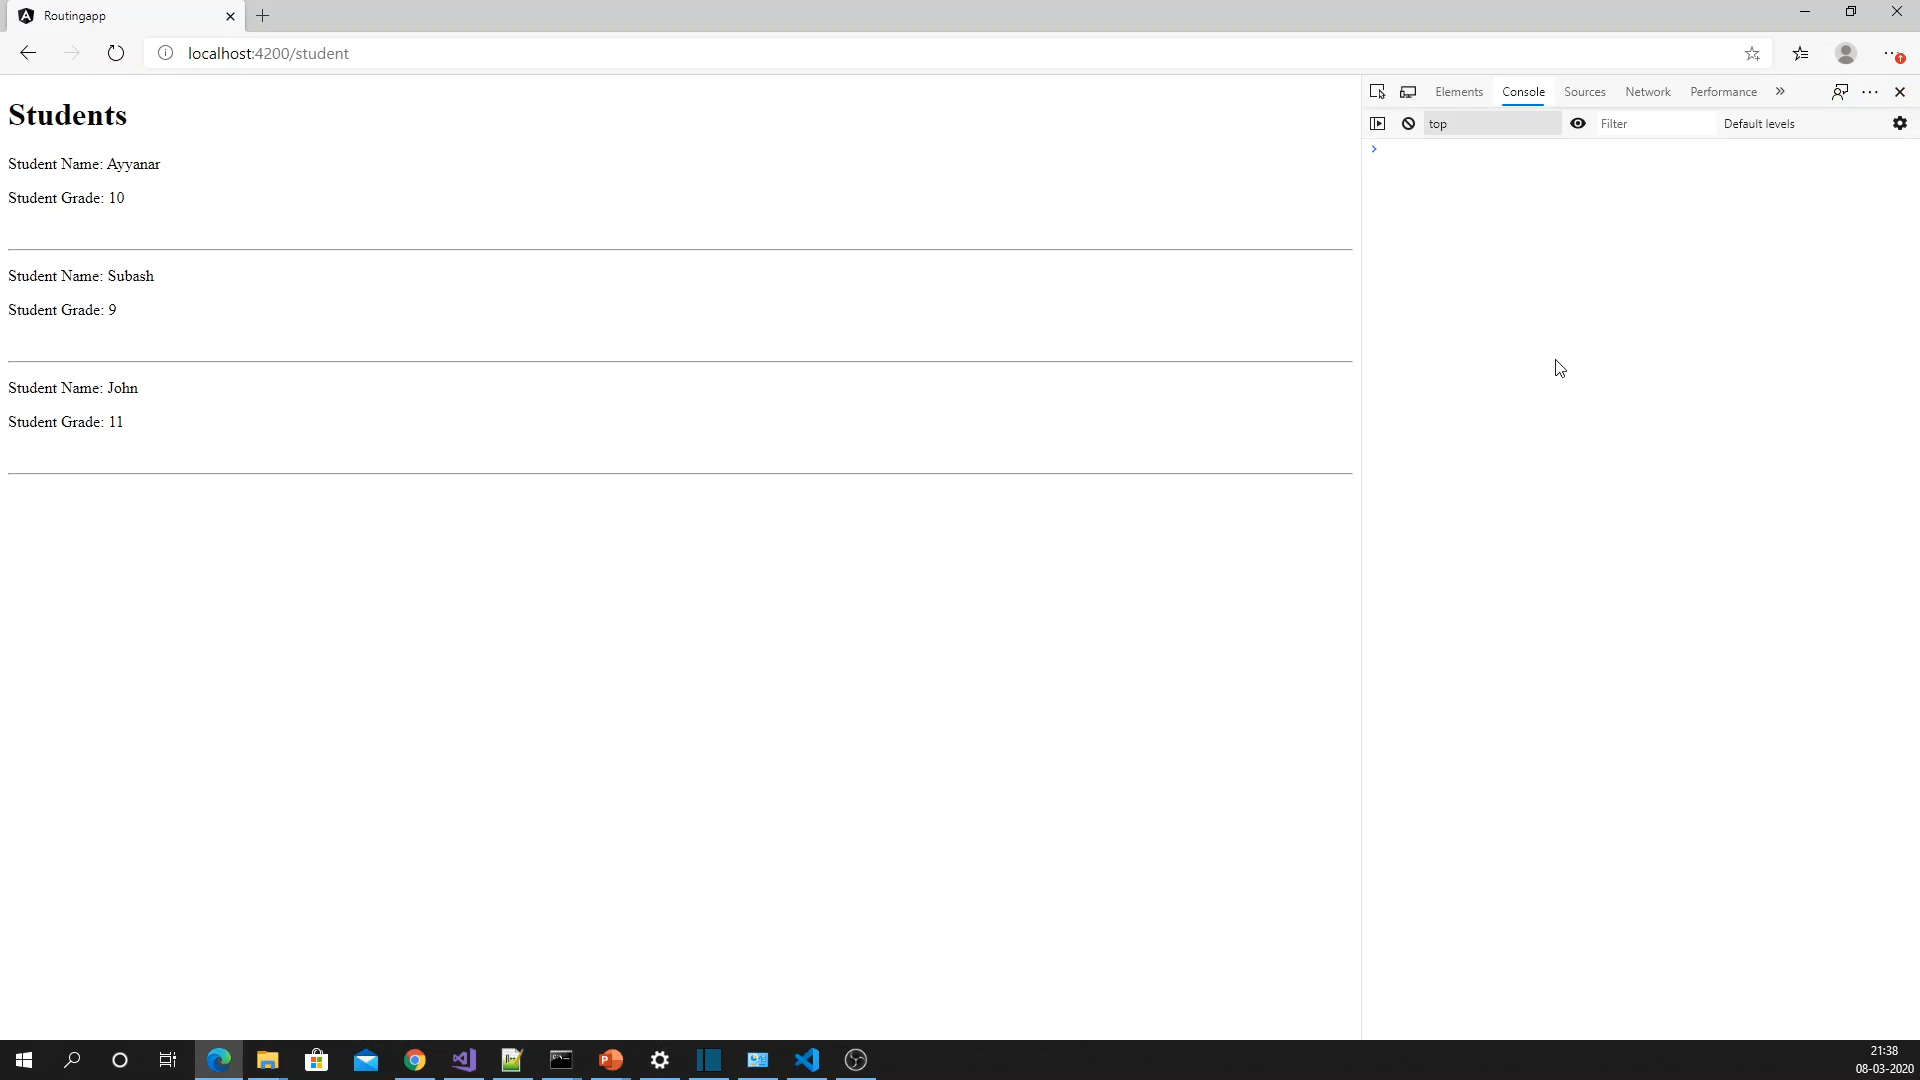 Routingapp
localhost:4200/student
Elements Console Sources Network Performance
top Filter Default levels
Students
Student Name: Ayyanar
Student Grade: 10
Student Name: Subash
Student Grade: 9
Student Name: John
Student Grade: 11
21:38
08-03-2020